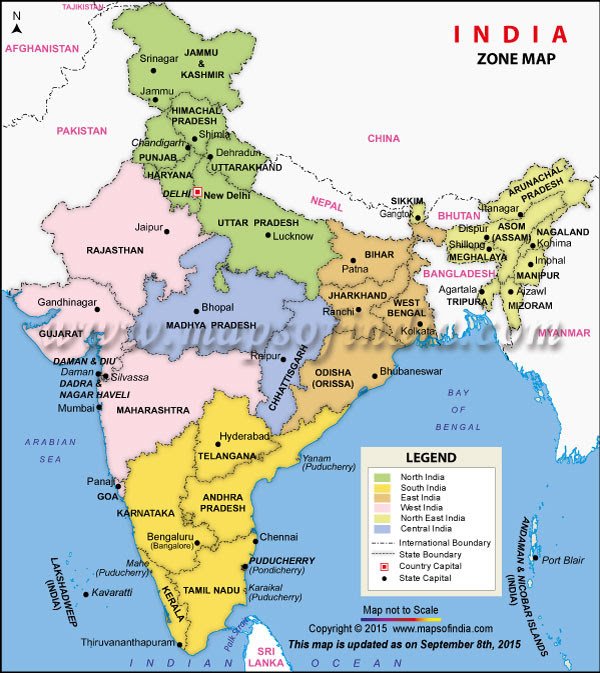 N
INDIA
ZONE MAP
TAJIKISTAN
AFGHANISTAN
PAKISTAN
CHINA
NEPAL
BHUTAN
BANGLADESH
MYANMAR
JAMMU
&
KASHMIR
Srinagar
Jammu
HIMACHAL
PRADESH
Shimla
Chandigarh
PUNJAB
Dehradun
UTTARAKHAND
HARYANA
DELHI
New Delhi
UTTAR PRADESH
Lucknow
Jaipur
RAJASTHAN
SIKKIM
Gangtok
ARUNACHAL
PRADESH
Itanagar
Dispur
ASOM
(ASSAM)
NAGALAND
Kohima
Shillong
MEGHALAYA
Imphal
MANIPUR
Agartala
TRIPURA
Aizawl
MIZORAM
BIHAR
Patna
JHARKHAND
Ranchi
WEST
BENGAL
Kolkata
Gandhinagar
GUJARAT
Bhopal
MADHYA PRADESH
www.mapsofindia.com
Raipur
CHHATTISGARH
ODISHA
(ORISSA)
Bhubaneswar
DAMAN & DIU
Daman
Silvassa
DADRA &
NAGAR HAVELI
Mumbai
MAHARASHTRA
ARABIAN
SEA
BAY
OF
BENGAL
Hyderabad
TELANGANA
Yanam
(Puducherry)
Panaji
GOA
KARNATAKA
ANDHRA
PRADESH
Bengaluru
(Bangalore)
Chennai
Mahe
(Puducherry)
PUDUCHERRY
(Pondicherry)
Karaikal
(Puducherry)
KERALA
TAMIL NADU
LAKSHADWEEP
(INDIA)
Kavaratti
Thiruvananthapuram
Palk Strait
SRI
LANKA
INDIAN OCEAN
ANDAMAN & NICOBAR ISLANDS
(INDIA)
Port Blair
LEGEND
North India
South India
East India
West India
North East India
Central India
International Boundary
State Boundary
Country Capital
State Capital
Map not to Scale
Copyright © 2015 www.mapsofindia.com
This map is updated as on September 8th, 2015